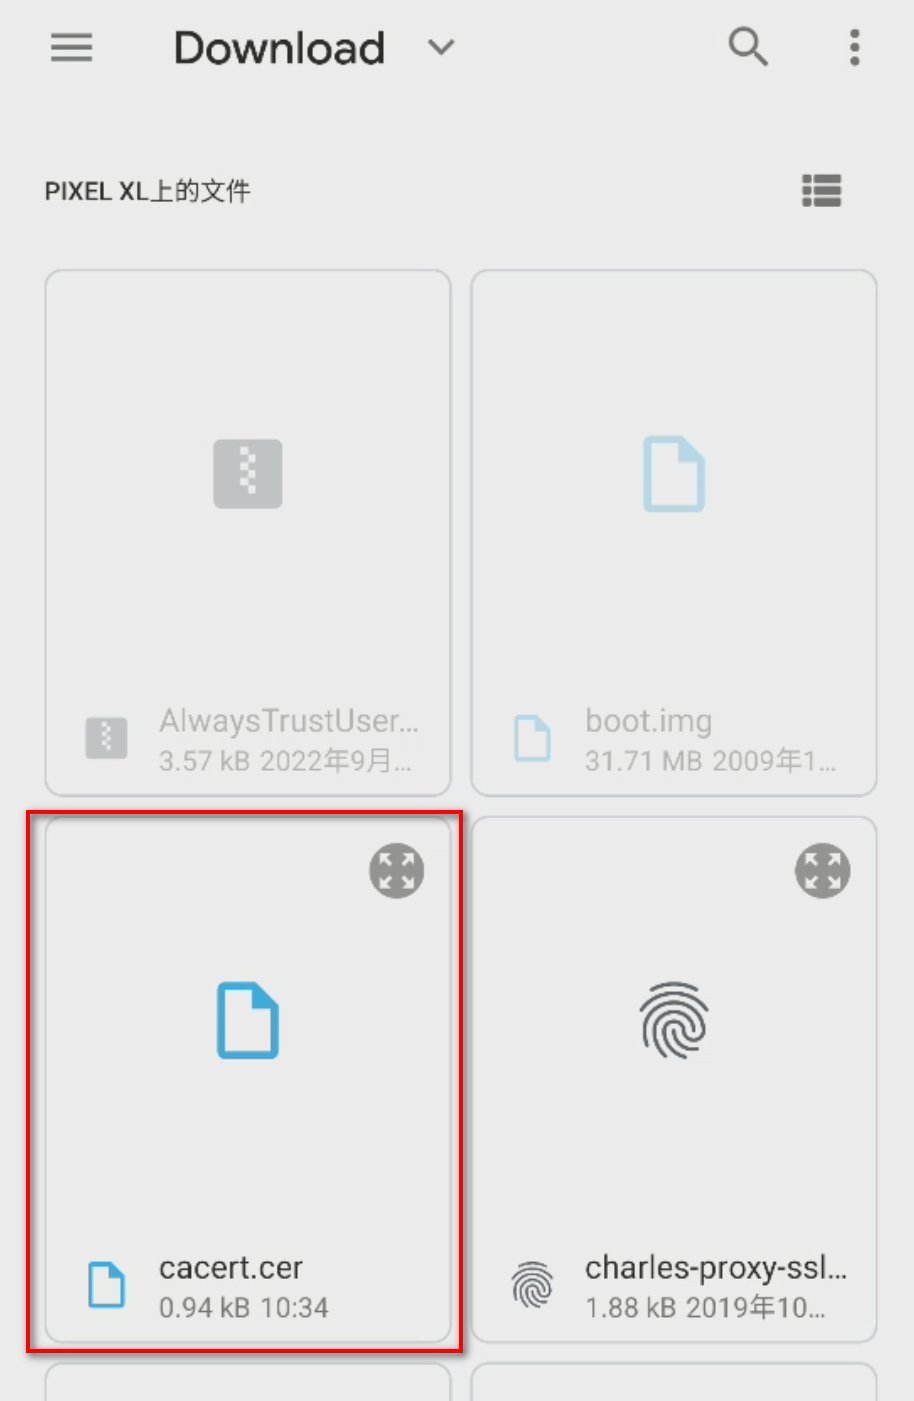 Download
PIXEL XL上的文件
AlwaysTrustUser...
3.57 kB 2022年9月...
boot.img
31.71 MB 2009年1...
cacert.cer
0.94 kB 10:34
charles-proxy-ssl...
1.88 kB 2019年10...